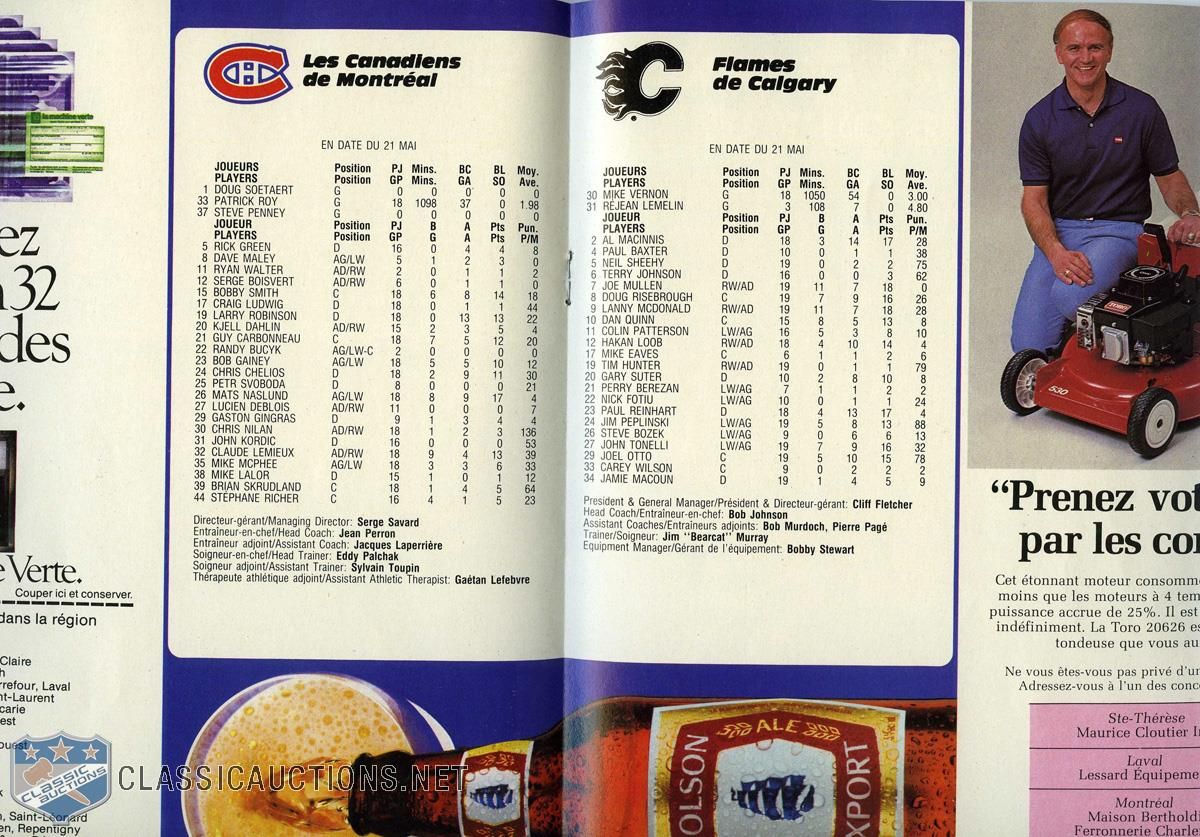 ez
n 32
des
e.
la machine verte
e Verte.
Couper ici et conserver.
dans la région
Claire
h
rrefour, Laval
nt-Laurent
carie
est
ouest
k
, Saint-Léonard
en, Repentigny
Les Canadiens
de Montréal
EN DATE DU 21 MAI
JOUEURS Position PJ Mins. BC BL Moy.
PLAYERS Position GP Mins. GA SO Ave.
1 DOUG SOETAERT G 0 0 0 0 0
33 PATRICK ROY G 18 1098 37 0 1.98
37 STEVE PENNEY G 0 0 0 0 0
JOUEUR Position PJ B A Pts Pun.
PLAYERS Position GP G A Pts P/M
5 RICK GREEN D 16 0 4 4 8
8 DAVE MALEY AG/LW 5 1 2 3 0
11 RYAN WALTER AD/RW 2 0 1 1 2
12 SERGE BOISVERT AD/RW 6 0 1 1 0
15 BOBBY SMITH C 18 6 8 14 18
17 CRAIG LUDWIG D 18 0 1 1 44
19 LARRY ROBINSON D 18 0 13 13 22
20 KJELL DAHLIN AD/RW 15 2 3 5 4
21 GUY CARBONNEAU C 18 7 5 12 20
22 RANDY BUCYK AG/LW-C 2 0 0 0 0
23 BOB GAINEY AG/LW 18 5 5 10 12
24 CHRIS CHELIOS D 18 2 9 11 30
25 PETR SVOBODA D 8 0 0 0 21
26 MATS NASLUND AG/LW 18 8 9 17 4
27 LUCIEN DEBLOIS AD/RW 11 0 0 0 7
29 GASTON GINGRAS D 9 1 3 4 4
30 CHRIS NILAN AD/RW 18 1 2 3 136
31 JOHN KORDIC D 16 0 0 0 53
32 CLAUDE LEMIEUX AD/RW 18 9 4 13 39
35 MIKE MCPHEE AG/LW 18 3 3 6 33
38 MIKE LALOR D 15 1 0 1 12
39 BRIAN SKRUDLAND C 18 1 4 5 64
44 STÉPHANE RICHER C 16 4 1 5 23
Directeur-gérant/Managing Director: Serge Savard
Entraîneur-en-chef/Head Coach: Jean Perron
Entraîneur adjoint/Assistant Coach: Jacques Laperrière
Soigneur-en-chef/Head Trainer: Eddy Palchak
Soigneur adjoint/Assistant Trainer: Sylvain Toupin
Thérapeute athlétique adjoint/Assistant Athletic Therapist: Gaétan Lefebvre
Flames
de Calgary
EN DATE DU 21 MAI
JOUEURS Position PJ Mins. BC BL Moy.
PLAYERS Position GP Mins. GA SO Ave.
30 MIKE VERNON G 18 1050 54 0 3.00
31 RÉJEAN LEMELIN G 3 108 7 0 4.80
JOUEUR Position PJ B A Pts Pun.
PLAYERS Position GP G A Pts P/M
2 AL MACINNIS D 18 3 14 17 28
4 PAUL BAXTER D 10 0 1 1 38
5 NEIL SHEEHY D 19 0 2 2 75
6 TERRY JOHNSON D 16 0 0 3 62
7 JOE MULLEN RW/AD 19 11 7 18 0
8 DOUG RISEBROUGH C 19 7 9 16 26
9 LANNY MCDONALD RW/AD 19 11 7 18 28
10 DAN QUINN C 15 8 5 13 8
11 COLIN PATTERSON LW/AG 16 5 3 8 10
12 HAKAN LOOB RW/AD 18 4 10 14 4
17 MIKE EAVES C 6 1 1 2 6
19 TIM HUNTER RW/AD 19 0 1 1 79
20 GARY SUTER D 10 2 8 10 8
21 PERRY BEREZAN LW/AG 7 1 1 2 2
22 NICK FOTIU LW/AG 10 0 1 1 24
23 PAUL REINHART D 18 4 13 17 4
24 JIM PEPLINSKI LW/AG 19 5 8 13 88
26 STEVE BOZEK LW/AG 9 0 6 6 13
27 JOHN TONELLI LW/AG 19 7 9 16 32
29 JOEL OTTO C 19 5 10 15 78
33 CAREY WILSON C 9 0 2 2 2
34 JAMIE MACOUN D 19 1 4 5 9
President & General Manager/Président & Directeur-gérant: Cliff Fletcher
Head Coach/Entraîneur-en-chef: Bob Johnson
Assistant Coaches/Entraîneurs adjoints: Bob Murdoch, Pierre Pagé
Trainer/Soigneur: Jim "Bearcat" Murray
Equipment Manager/Gérant de l'équipement: Bobby Stewart
ALE
OLSON
EXPORT
TORO
530
"Prenez vot
par les cor
Cet étonnant moteur consomme
moins que les moteurs à 4 tem
puissance accrue de 25%. Il est
indéfiniment. La Toro 20626 es
tondeuse que vous au
Ne vous êtes-vous pas privé d'un
Adressez-vous à l'un des conce
Ste-Thérèse
Maurice Cloutier In
Laval
Lessard Équipeme
Montréal
Maison Berthold
Ferronnerie Charle
CLASSIC
AUCTIONS
CLASSICAUCTIONS.NET